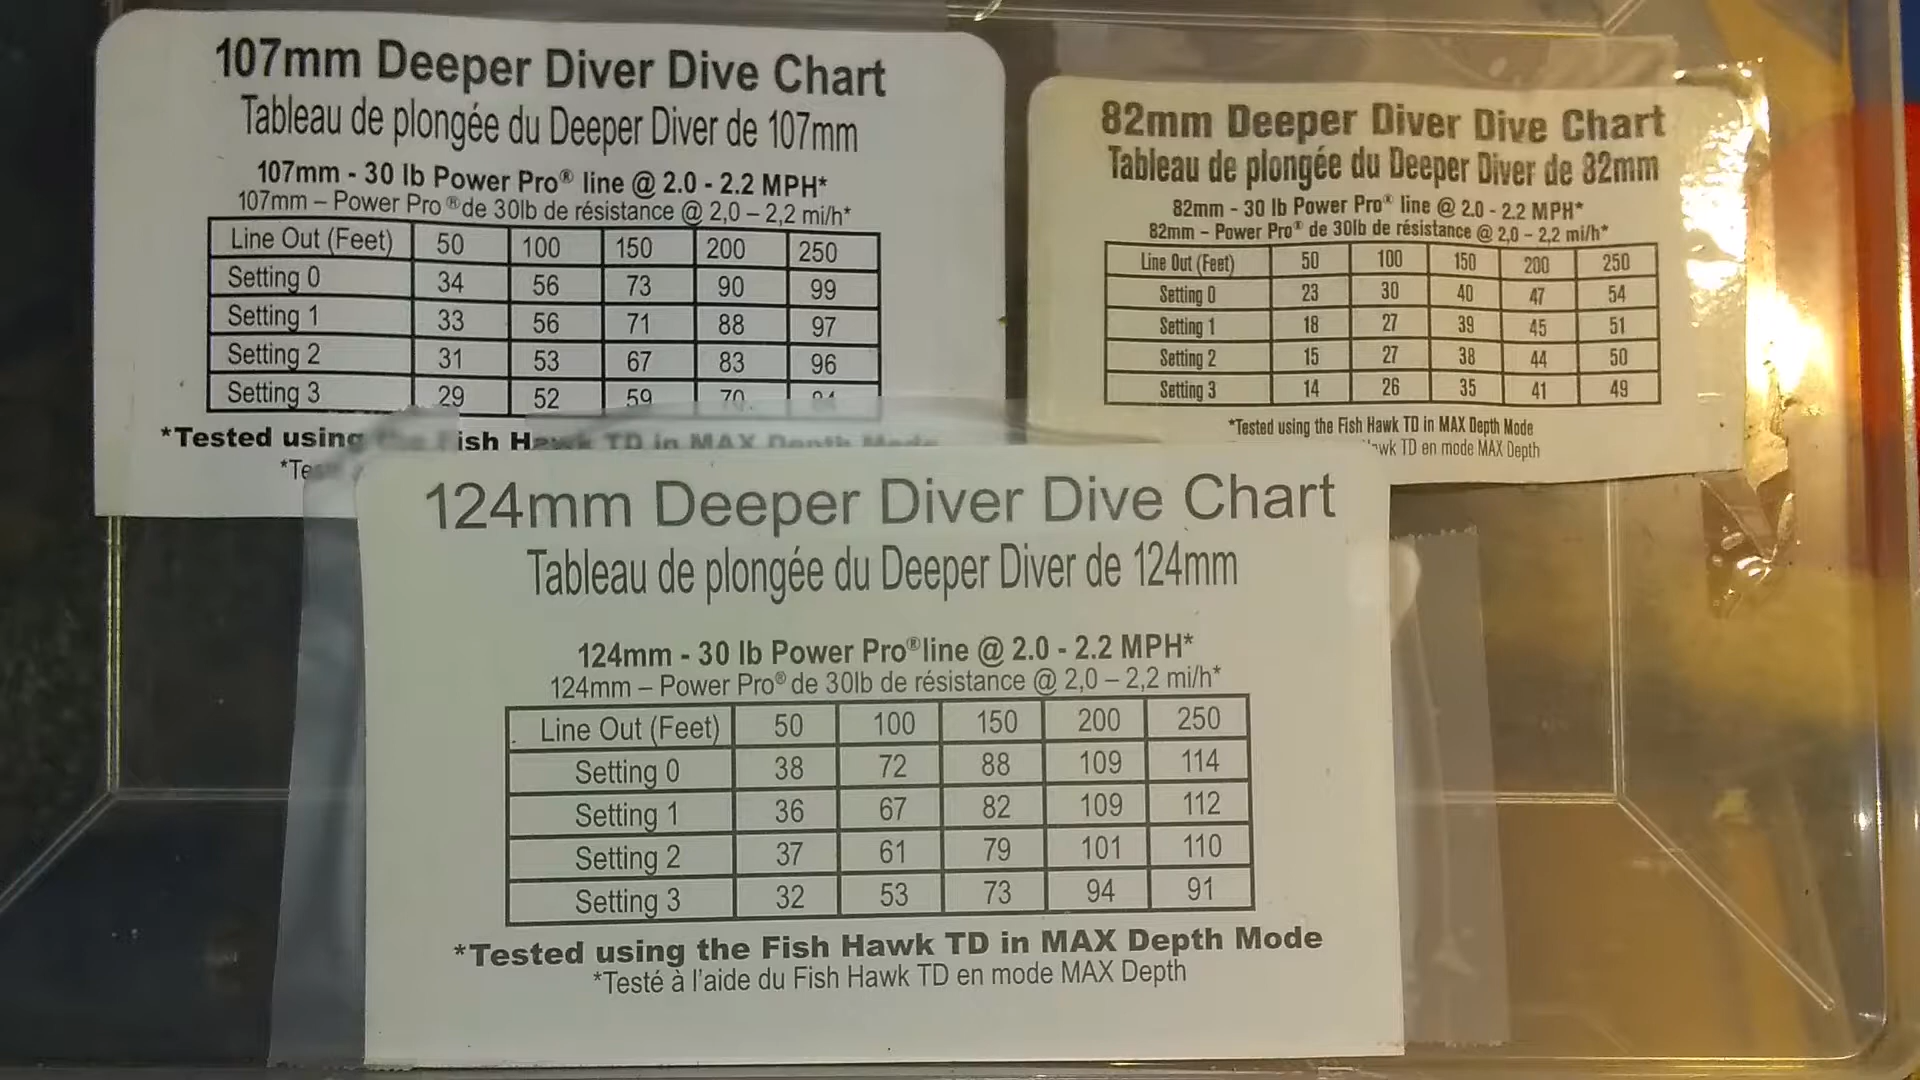 107mm Deeper Diver Dive Chart
Tableau de plongée du Deeper Diver de 107mm
107mm - 30 lb Power Pro® line @ 2.0 - 2.2 MPH*
107mm – Power Pro® de 30lb de résistance @ 2,0 – 2,2 mi/h*
Line Out (Feet) 50 100 150 200 250
Setting 0 34 56 73 90 99
Setting 1 33 56 71 88 97
Setting 2 31 53 67 83 96
Setting 3 29 52 59 70
*Tested using the Fish Hawk TD in MAX Depth Mode
82mm Deeper Diver Dive Chart
Tableau de plongée du Deeper Diver de 82mm
82mm - 30 lb Power Pro® line @ 2.0 - 2.2 MPH*
82mm – Power Pro® de 30lb de résistance @ 2,0 – 2,2 mi/h*
Line Out (Feet) 50 100 150 200 250
Setting 0 23 30 40 47 54
Setting 1 18 27 39 45 51
Setting 2 15 27 38 44 50
Setting 3 14 26 35 41 49
*Tested using the Fish Hawk TD in MAX Depth Mode
TD en mode MAX Depth
124mm Deeper Diver Dive Chart
Tableau de plongée du Deeper Diver de 124mm
124mm - 30 lb Power Pro® line @ 2.0 - 2.2 MPH*
124mm – Power Pro® de 30lb de résistance @ 2,0 – 2,2 mi/h*
Line Out (Feet) 50 100 150 200 250
Setting 0 38 72 88 109 114
Setting 1 36 67 82 109 112
Setting 2 37 61 79 101 110
Setting 3 32 53 73 94 91
*Tested using the Fish Hawk TD in MAX Depth Mode
*Testé à l'aide du Fish Hawk TD en mode MAX Depth